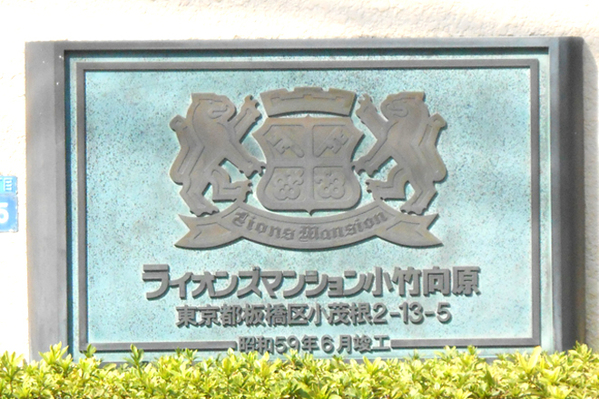 Lions Mansion
ライオンズマンション小竹向原
東京都板橋区小茂根2-13-5
昭和59年6月竣工
5